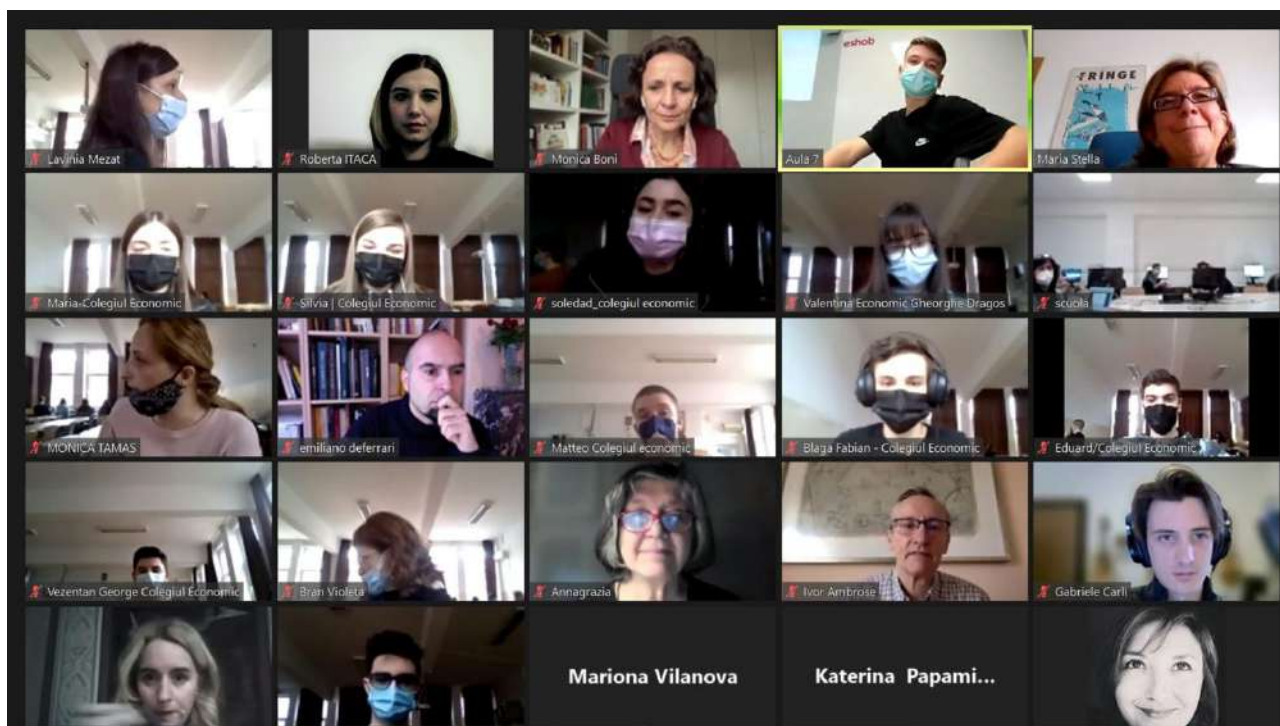 Lavinia Mezat
Roberta ITACA
Monica Boni
eshob
Aula 7
FRINGE
Maria Stella
Maria-Colegiul Economic
Silvia | Colegiul Economic
soledad_colegiul economic
Valentina Economic Gheorghe Dragos
scuola
MONICA TAMAS
emiliano deferrari
Matteo Colegiul economic
Blaga Fabian - Colegiul Economic
Eduard/Colegiul Economic
Vezentan George Colegiul Economic
Bran Violeta
Annagrazia
Ivor Ambrose
Gabriele Carli
Mariona Vilanova
Katerina Papami...